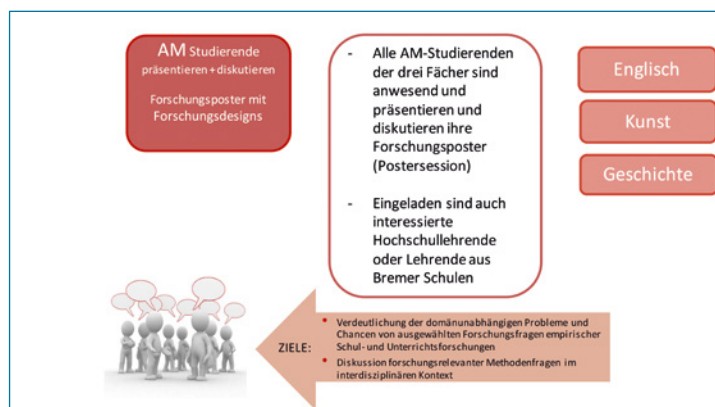 AM Studierende
präsentieren + diskutieren
Forschungsposter mit
Forschungsdesigns
- Alle AM-Studierenden
der drei Fächer sind
anwesend und
präsentieren und
diskutieren ihre
Forschungsposter
(Postersession)
- Eingeladen sind auch
interessierte
Hochschullehrende
oder Lehrende aus
Bremer Schulen
Englisch
Kunst
Geschichte
ZIELE:
• Verdeutlichung der domänunabhängigen Probleme und
Chancen von ausgewählten Forschungsfragen empirischer
Schul- und Unterrichtsforschungen
• Diskussion forschungsrelevanter Methodenfragen im
interdisziplinären Kontext